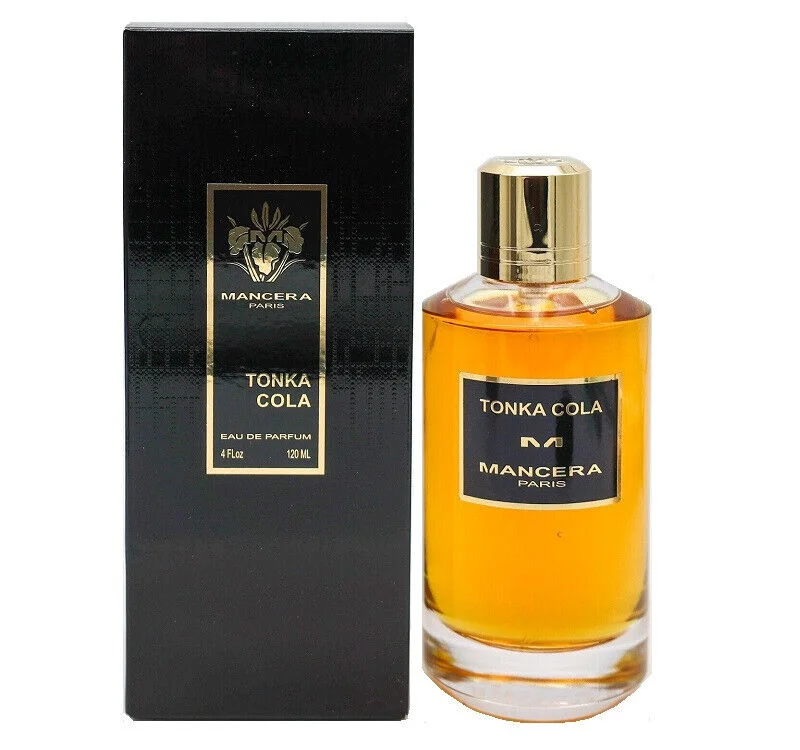 MANCERA
PARIS
TONKA
COLA
EAU DE PARFUM
4 FLoz 120 ML
TONKA COLA
M
MANCERA
PARIS